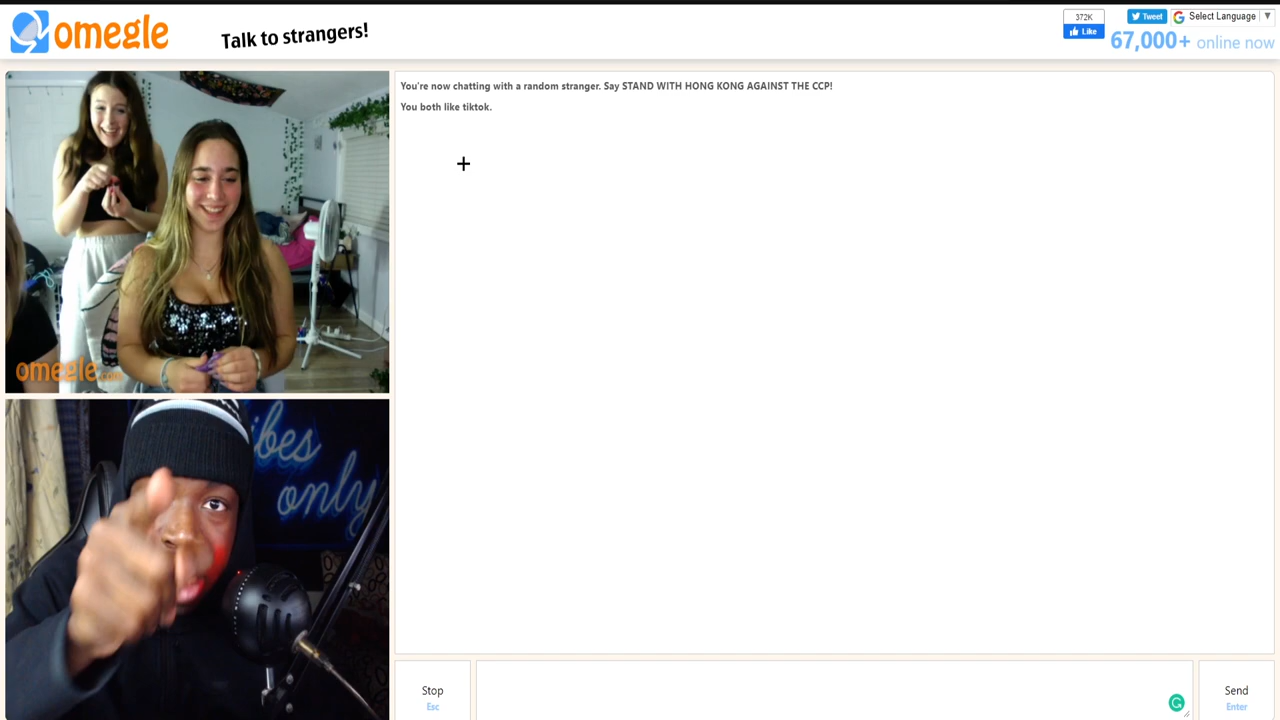 omegle
Talk to strangers!
372K
Like
Tweet
G Select Language ▼
67,000+ online now
You're now chatting with a random stranger. Say STAND WITH HONG KONG AGAINST THE CCP!
You both like tiktok.
omegle.com
ibes
only
Stop
Esc
Send
Enter